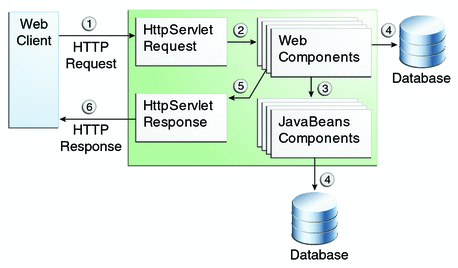 Web
Client
1
HTTP
Request
HttpServlet
Request
2
Web
Components
4
Database
3
5
6
HTTP
Response
HttpServlet
Response
JavaBeans
Components
4
Database